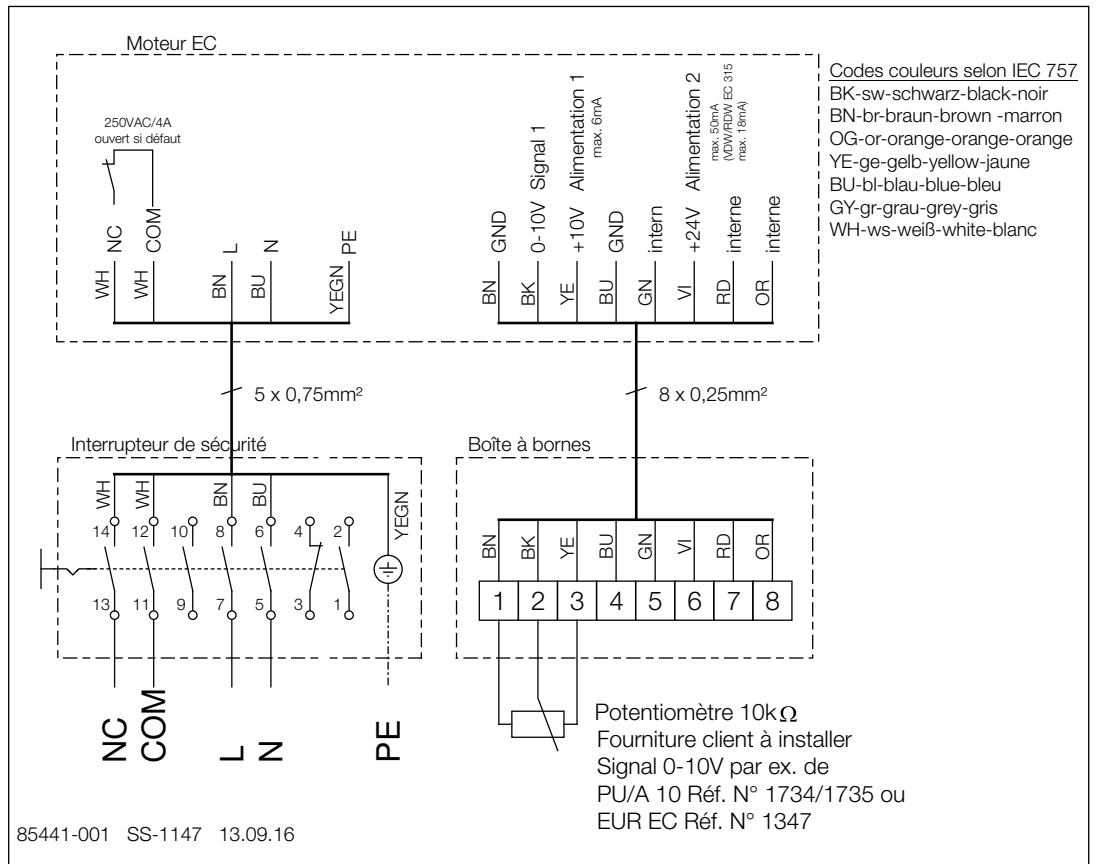 Moteur EC
Codes couleurs selon IEC 757
BK-sw-schwarz-black-noir
BN-br-braun-brown -marron
OG-or-orange-orange-orange
YE-ge-gelb-yellow-jaune
BU-bl-blau-blue-bleu
GY-gr-grau-grey-gris
WH-ws-weiß-white-blanc
250VAC/4A
ouvert si défaut
NC
COM
L
N
PE
WH
WH
BN
BU
YEGN
GND
0-10V Signal 1
+10V Alimentation 1
max. 6mA
GND
intern
+24V Alimentation 2
max. 50mA
(VDW/RDW EC 315
max. 18mA)
interne
interne
BN
BK
YE
BU
GN
VI
RD
OR
5 x 0,75mm²
8 x 0,25mm²
Interrupteur de sécurité
WH
WH
BN
BU
YEGN
14 12 10 8 6 4 2
13 11 9 7 5 3 1
NC
COM
L
N
PE
Boîte à bornes
BN
BK
YE
BU
GN
VI
RD
OR
1 2 3 4 5 6 7 8
Potentiomètre 10kΩ
Fourniture client à installer
Signal 0-10V par ex. de
PU/A 10 Réf. N° 1734/1735 ou
EUR EC Réf. N° 1347
85441-001 SS-1147 13.09.16